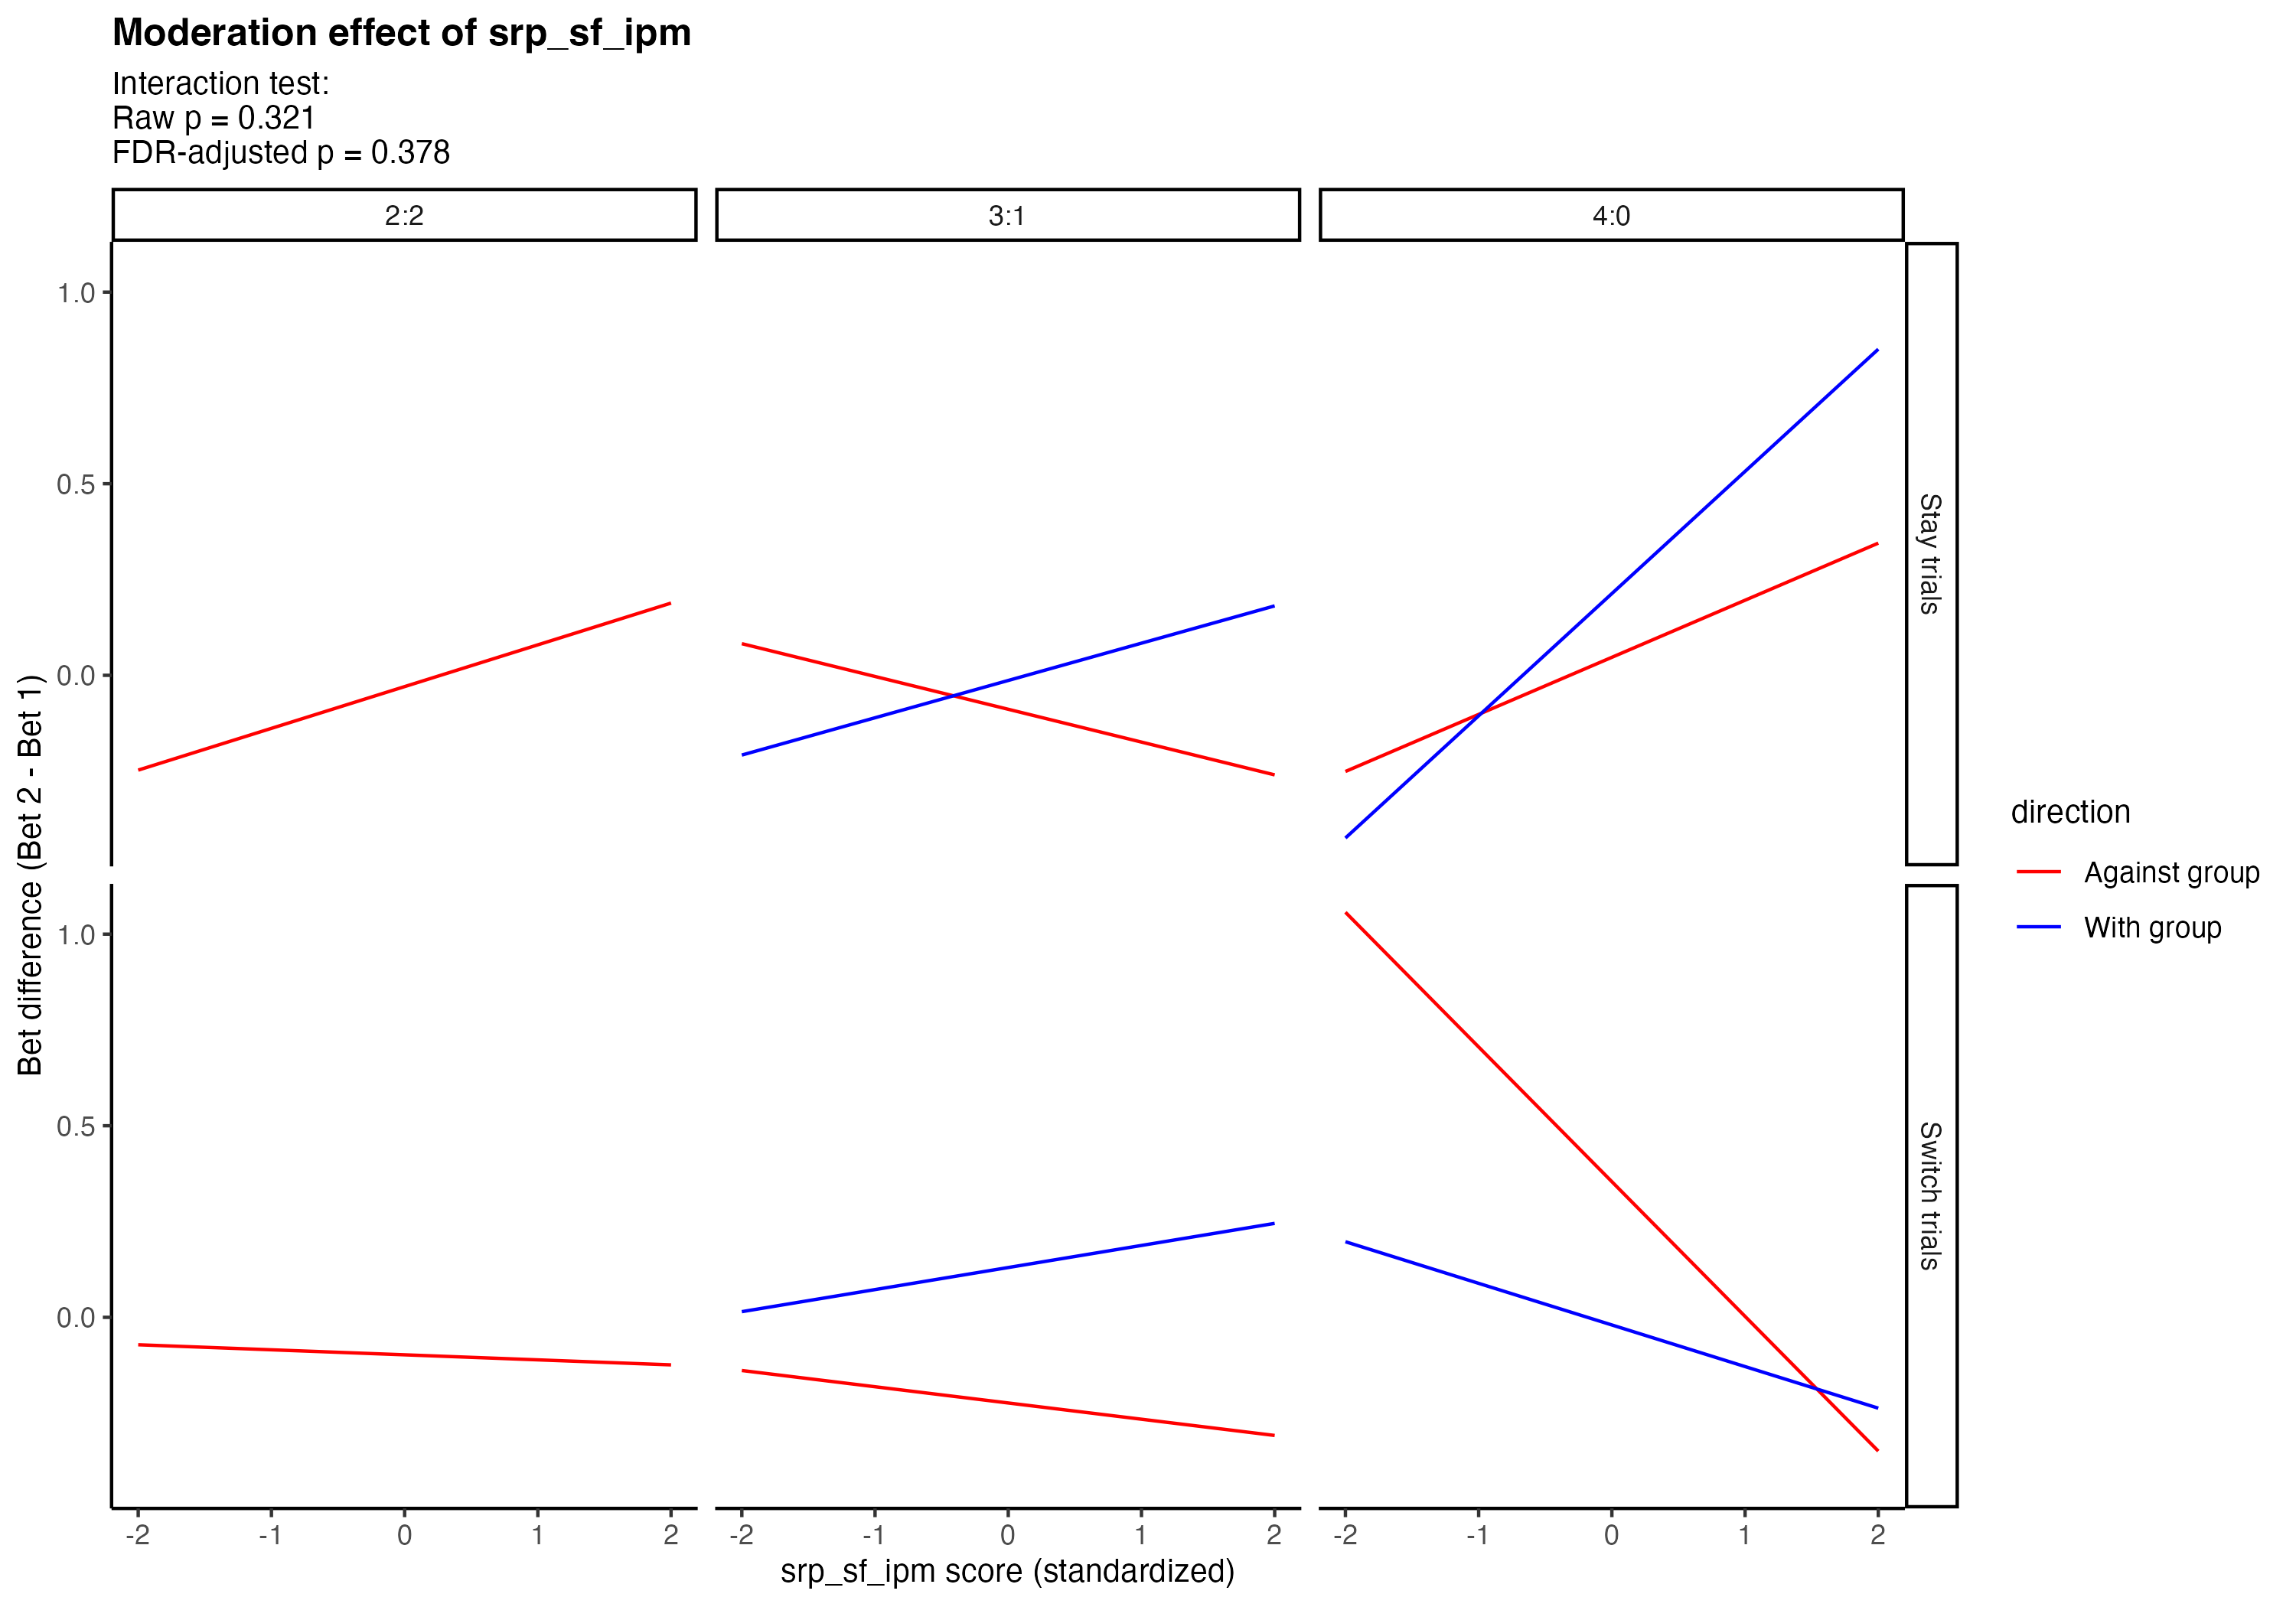 Moderation effect of srp_sf_ipm
Interaction test:
Raw p = 0.321
FDR-adjusted p = 0.378
2:2
3:1
4:0
1.0
0.5
0.0
Stay trials
1.0
0.5
0.0
Switch trials
Bet difference (Bet 2 - Bet 1)
-2
-1
0
1
2
-2
-1
0
1
2
-2
-1
0
1
2
srp_sf_ipm score (standardized)
direction
Against group
With group